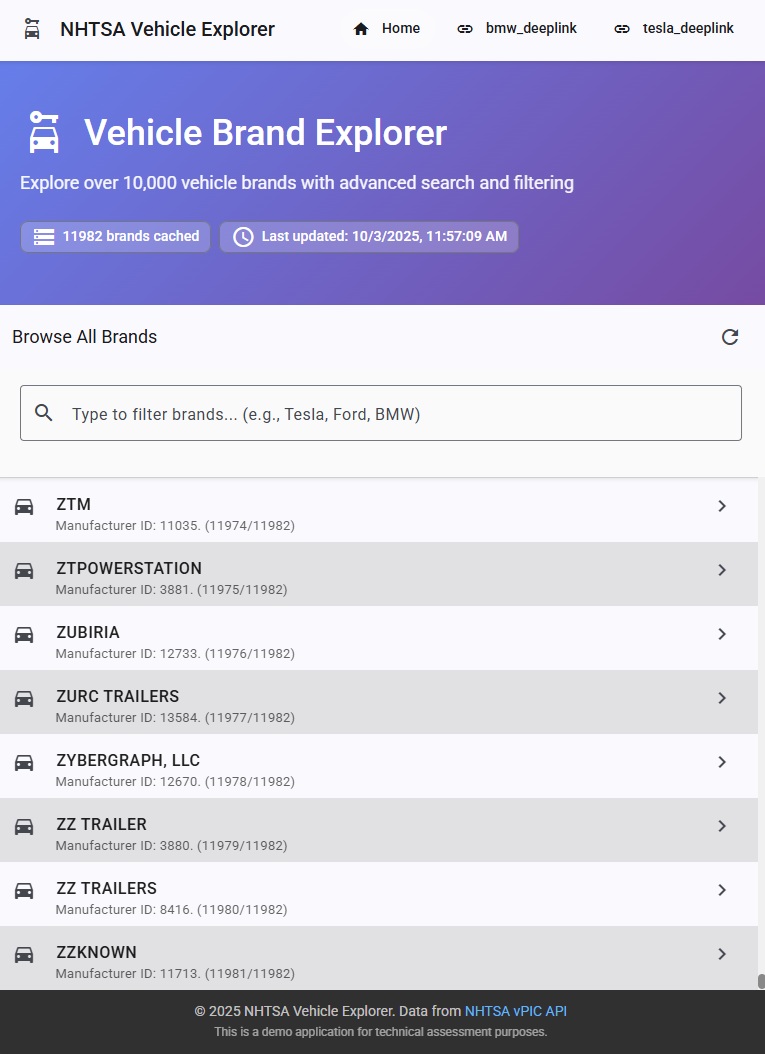 NHTSA Vehicle Explorer Home bmw_deeplink tesla_deeplink
Vehicle Brand Explorer
Explore over 10,000 vehicle brands with advanced search and filtering
11982 brands cached Last updated: 10/3/2025, 11:57:09 AM
Browse All Brands
Type to filter brands... (e.g., Tesla, Ford, BMW)
ZTM
Manufacturer ID: 11035. (11974/11982)
ZTPOWERSTATION
Manufacturer ID: 3881. (11975/11982)
ZUBIRIA
Manufacturer ID: 12733. (11976/11982)
ZURC TRAILERS
Manufacturer ID: 13584. (11977/11982)
ZYBERGRAPH, LLC
Manufacturer ID: 12670. (11978/11982)
ZZ TRAILER
Manufacturer ID: 3880. (11979/11982)
ZZ TRAILERS
Manufacturer ID: 8416. (11980/11982)
ZZKNOWN
Manufacturer ID: 11713. (11981/11982)
© 2025 NHTSA Vehicle Explorer. Data from NHTSA vPIC API
This is a demo application for technical assessment purposes.